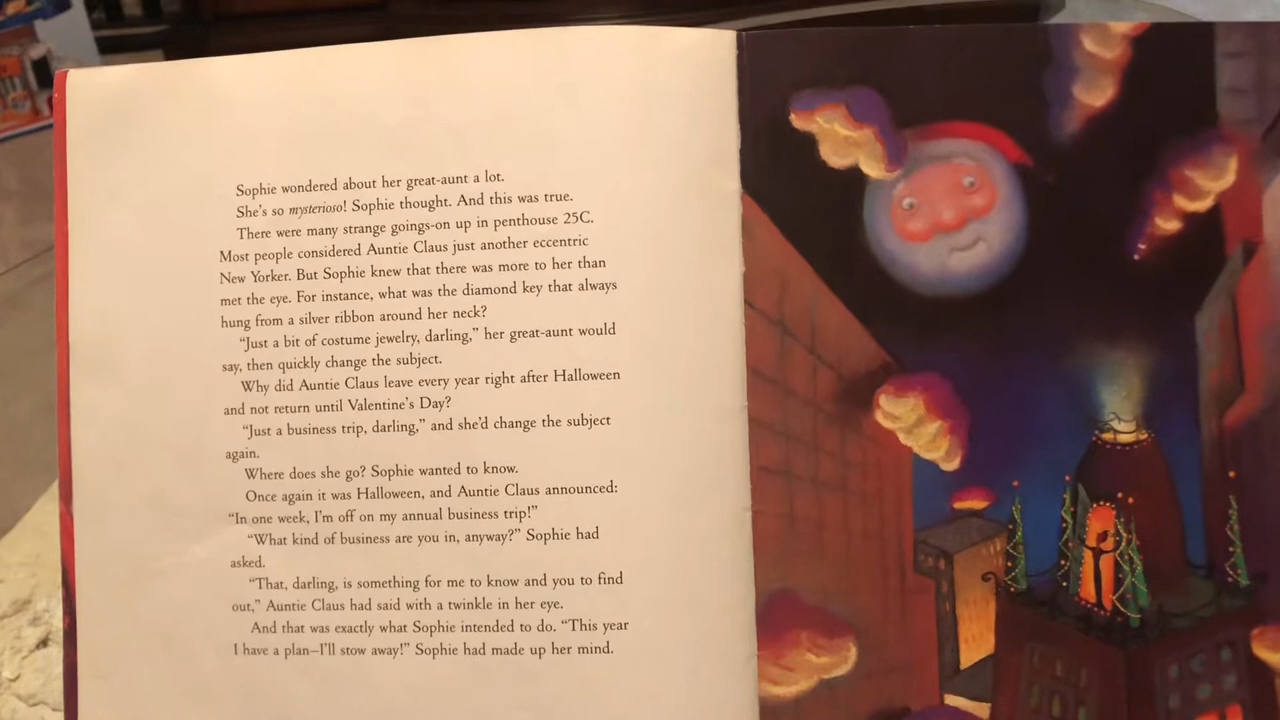 Sophie wondered about her great-aunt a lot.
She's so mysterioso! Sophie thought. And this was true.
There were many strange goings-on up in penthouse 25C.
Most people considered Auntie Claus just another eccentric
New Yorker. But Sophie knew that there was more to her than
met the eye. For instance, what was the diamond key that always
hung from a silver ribbon around her neck?
“Just a bit of costume jewelry, darling,” her great-aunt would
say, then quickly change the subject.
Why did Auntie Claus leave every year right after Halloween
and not return until Valentine's Day?
“Just a business trip, darling,” and she'd change the subject
again.
Where does she go? Sophie wanted to know.
Once again it was Halloween, and Auntie Claus announced:
“In one week, I'm off on my annual business trip!”
“What kind of business are you in, anyway?” Sophie had
asked.
“That, darling, is something for me to know and you to find
out,” Auntie Claus had said with a twinkle in her eye.
And that was exactly what Sophie intended to do. “This year
I have a plan—I'll stow away!” Sophie had made up her mind.